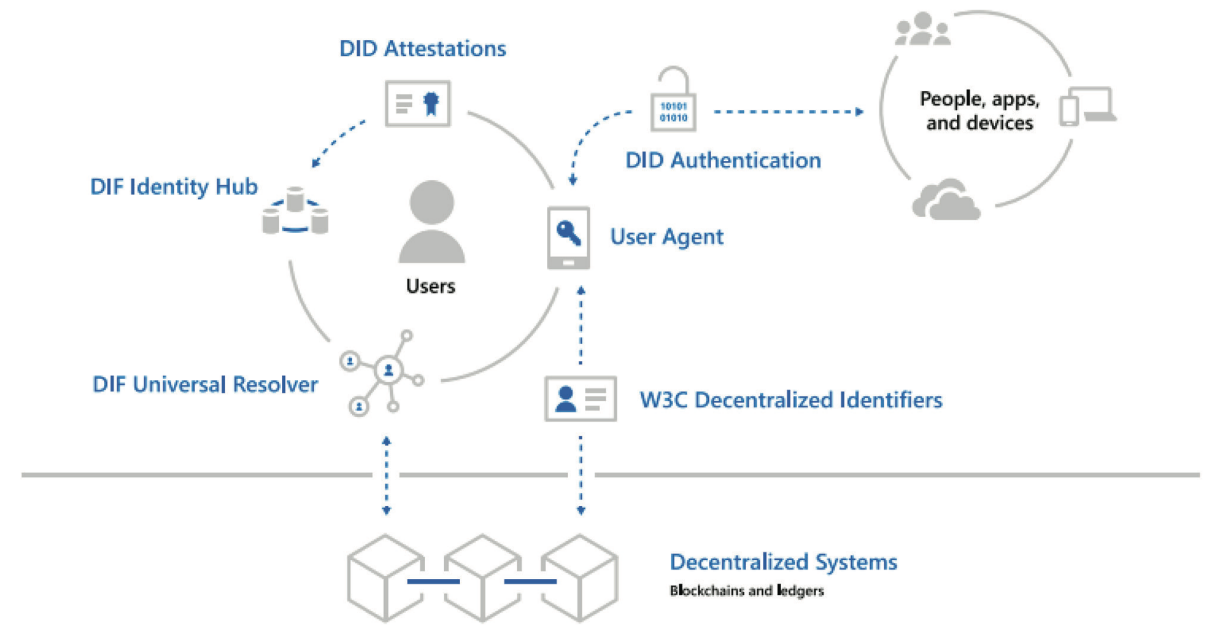 DID Attestations
10101
01010
People, apps,
and devices
DID Authentication
DIF Identity Hub
User Agent
Users
DIF Universal Resolver
W3C Decentralized Identifiers
Decentralized Systems
Blockchains and ledgers